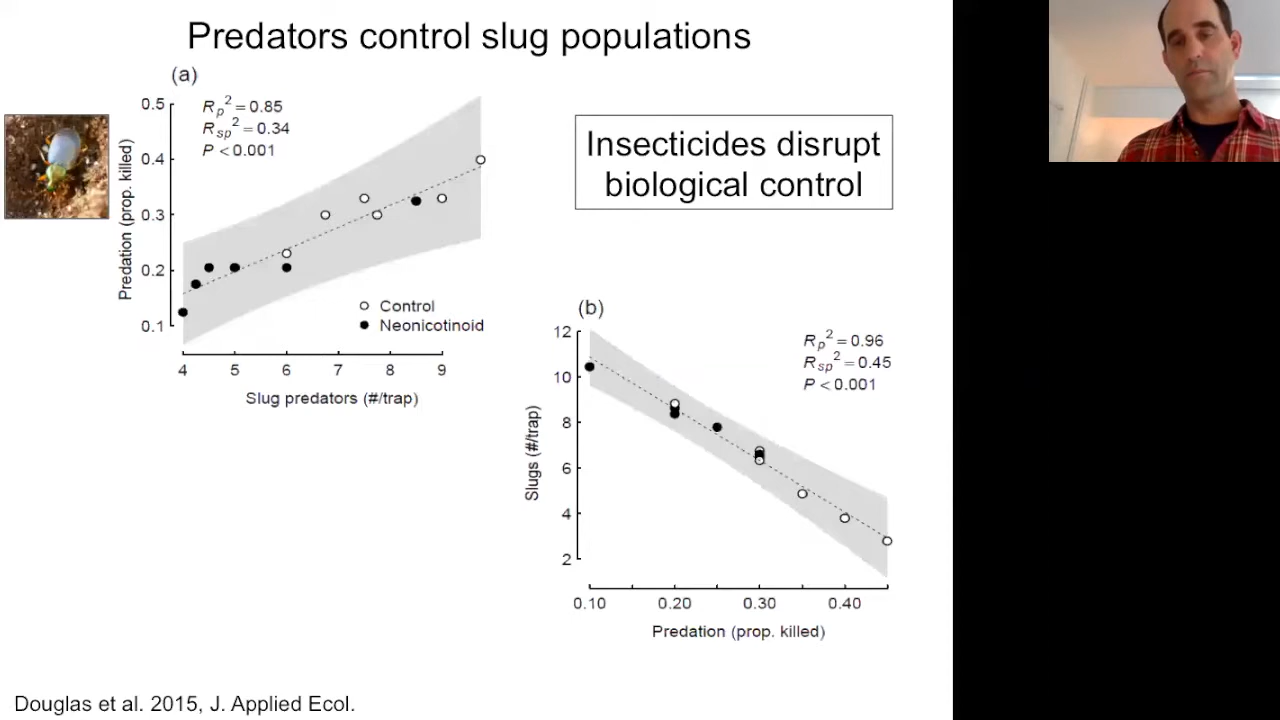 Predators control slug populations
(a)
Rp² = 0.85
Rsp² = 0.34
P < 0.001
0.5
0.4
0.3
0.2
0.1
Predation (prop. killed)
Control
Neonicotinoid
4 5 6 7 8 9
Slug predators (#/trap)
Insecticides disrupt
biological control
(b)
Rp² = 0.96
Rsp² = 0.45
P < 0.001
12
10
8
6
4
2
Slugs (#/trap)
0.10 0.20 0.30 0.40
Predation (prop. killed)
Douglas et al. 2015, J. Applied Ecol.